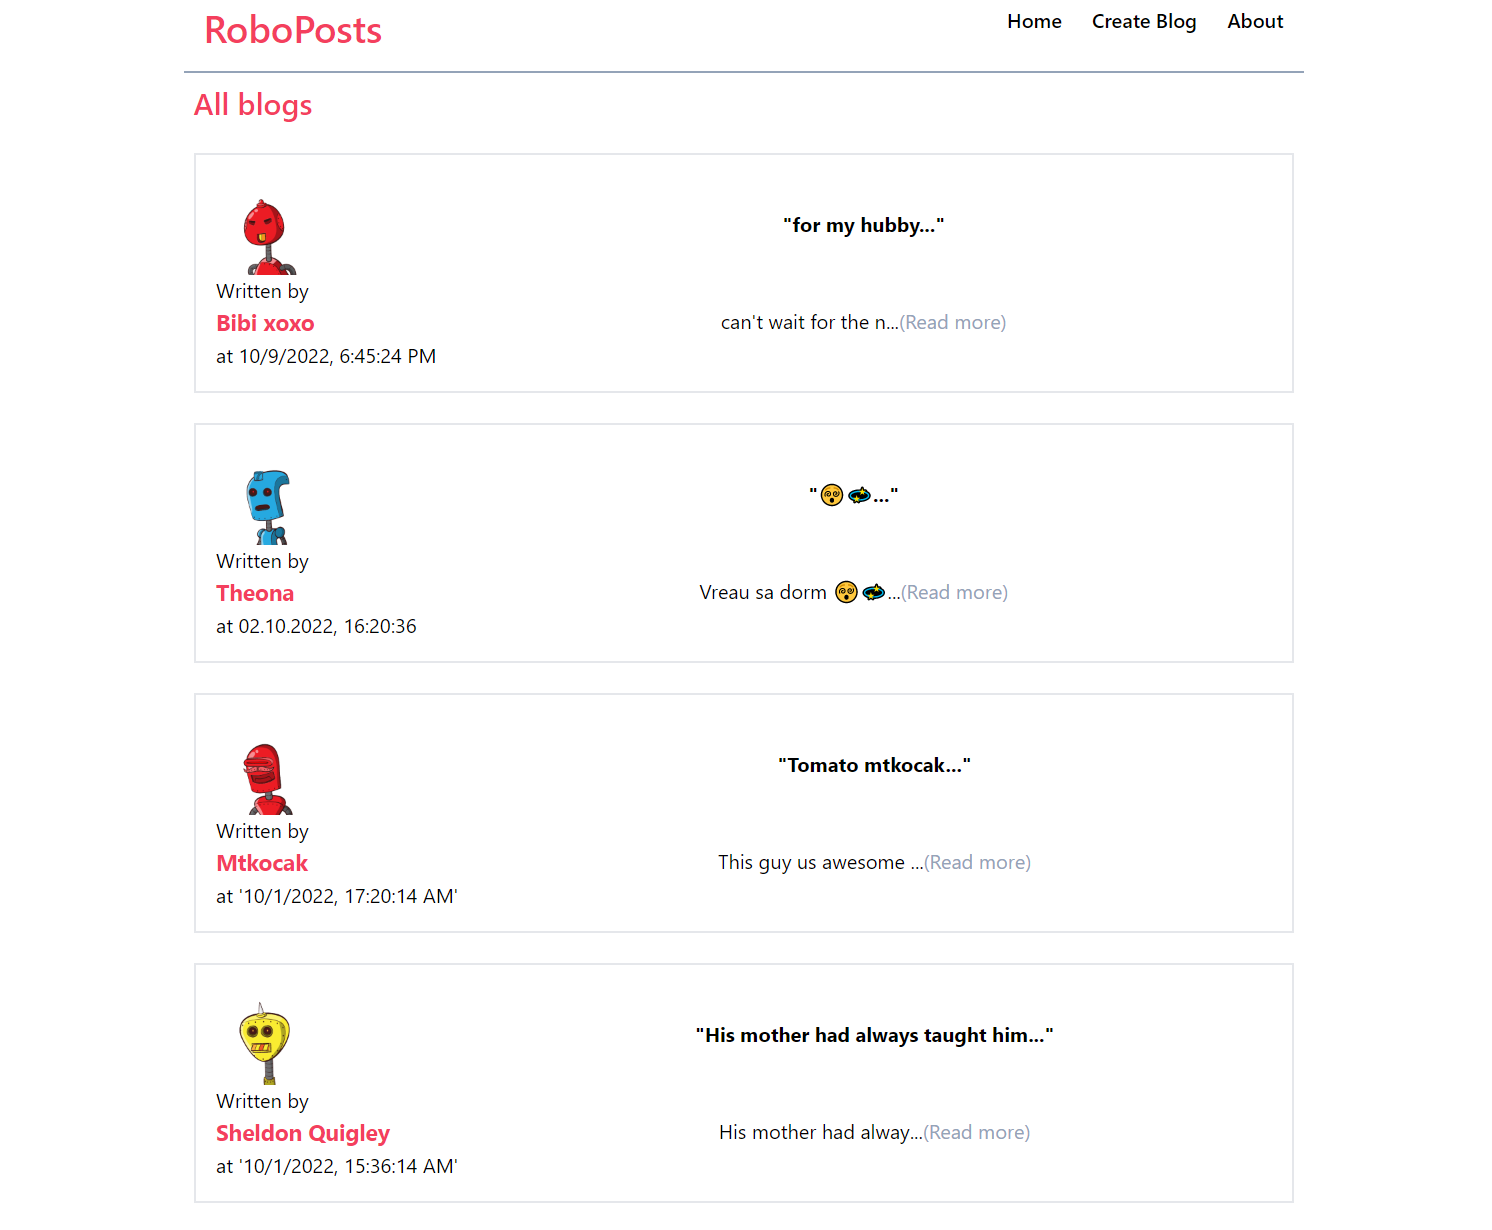 RoboPosts
Home Create Blog About
All blogs
"for my hubby..."
Written by
Bibi xoxo
can't wait for the n...(Read more)
at 10/9/2022, 6:45:24 PM
"😵‍💫..."
Written by
Theona
Vreau sa dorm 😵‍💫...(Read more)
at 02.10.2022, 16:20:36
"Tomato mtkocak..."
Written by
Mtkocak
This guy us awesome ...(Read more)
at '10/1/2022, 17:20:14 AM'
"His mother had always taught him..."
Written by
Sheldon Quigley
His mother had alway...(Read more)
at '10/1/2022, 15:36:14 AM'